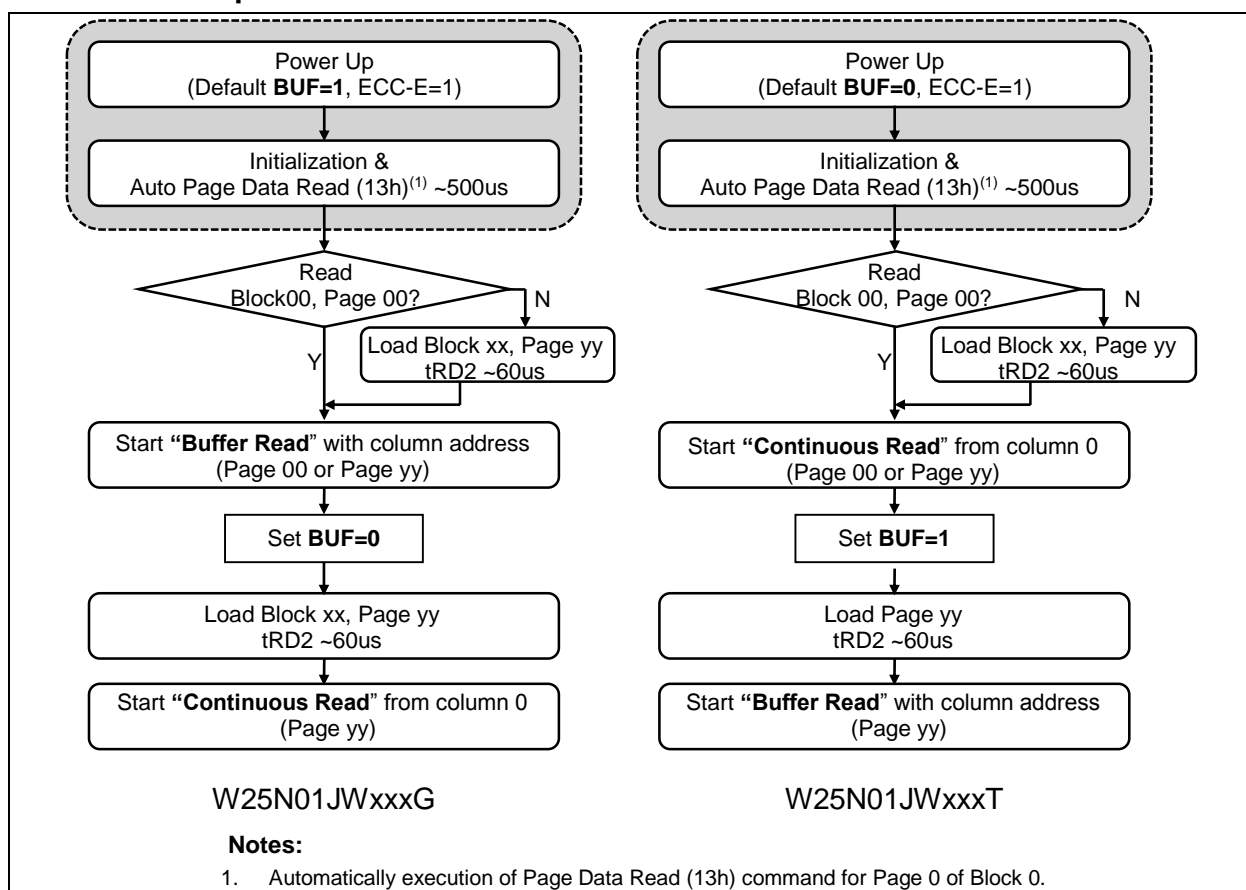 Power Up
(Default BUF=1, ECC-E=1)
Initialization &
Auto Page Data Read (13h)(1) ~500us
Read
Block00, Page 00?
N
Y
Load Block xx, Page yy
tRD2 ~60us
Start “Buffer Read” with column address
(Page 00 or Page yy)
Set BUF=0
Load Block xx, Page yy
tRD2 ~60us
Start “Continuous Read” from column 0
(Page yy)
W25N01JWxxxG
Power Up
(Default BUF=0, ECC-E=1)
Initialization &
Auto Page Data Read (13h)(1) ~500us
Read
Block 00, Page 00?
N
Y
Load Block xx, Page yy
tRD2 ~60us
Start “Continuous Read” from column 0
(Page 00 or Page yy)
Set BUF=1
Load Page yy
tRD2 ~60us
Start “Buffer Read” with column address
(Page yy)
W25N01JWxxxT
Notes:
1. Automatically execution of Page Data Read (13h) command for Page 0 of Block 0.